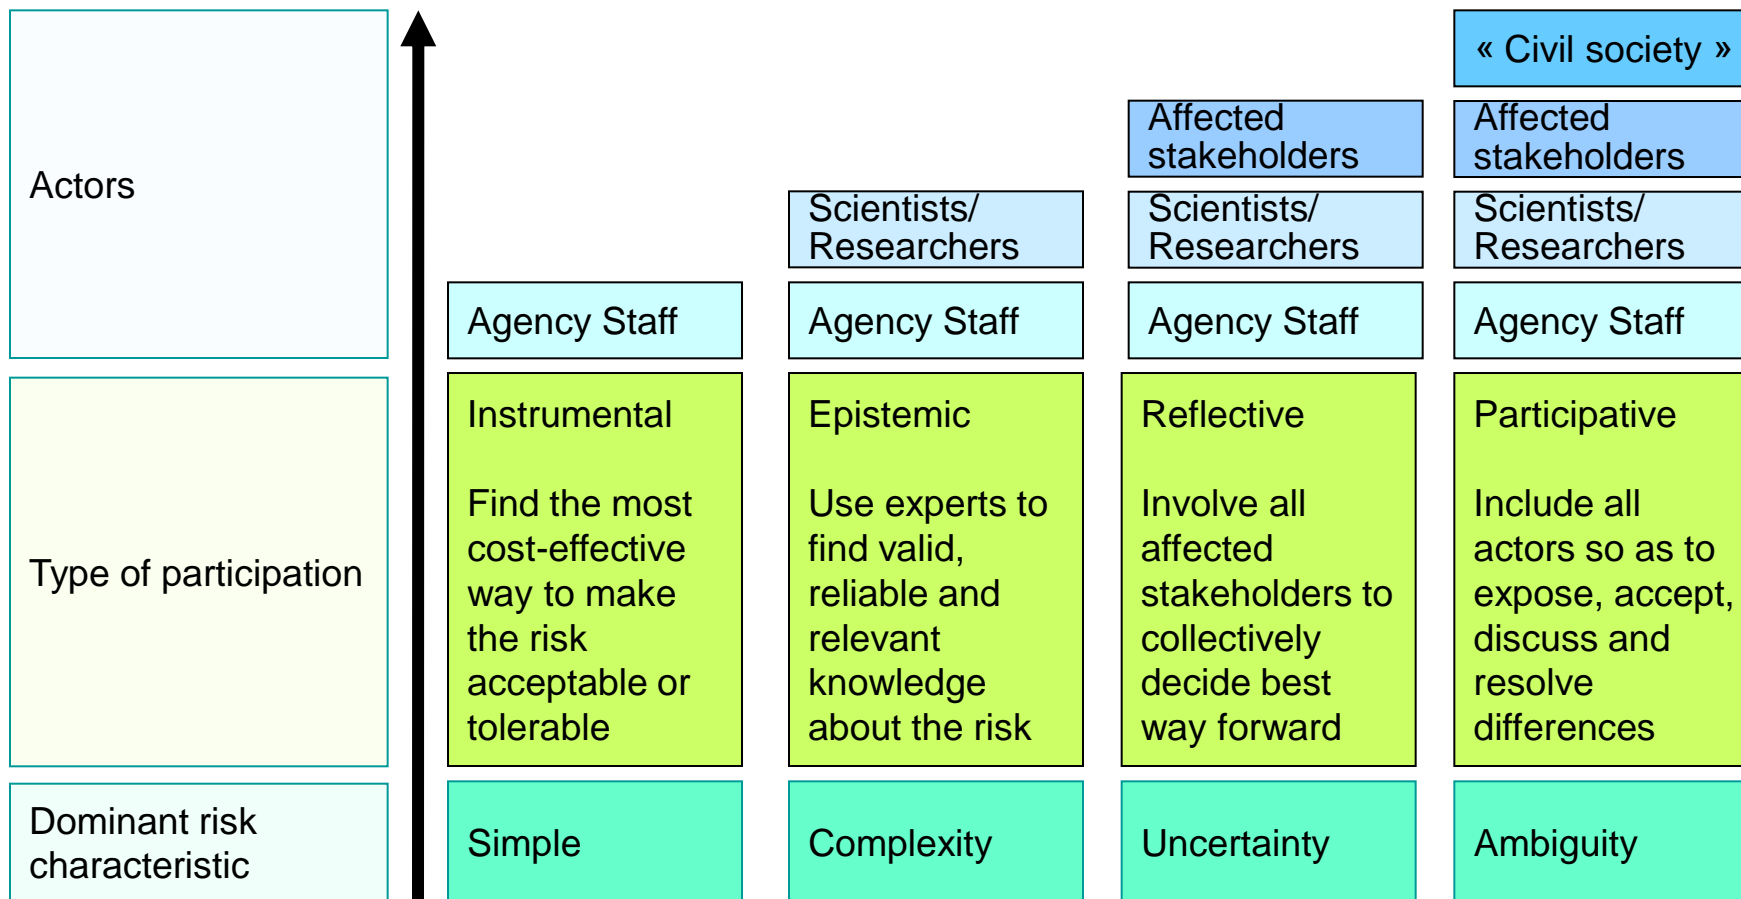 Actors
« Civil society »
Affected
stakeholders
Affected
stakeholders
Scientists/
Researchers
Scientists/
Researchers
Scientists/
Researchers
Agency Staff
Agency Staff
Agency Staff
Agency Staff
Type of participation
Instrumental
Find the most
cost-effective
way to make
the risk
acceptable or
tolerable
Epistemic
Use experts to
find valid,
reliable and
relevant
knowledge
about the risk
Reflective
Involve all
affected
stakeholders to
collectively
decide best
way forward
Participative
Include all
actors so as to
expose, accept,
discuss and
resolve
differences
Dominant risk
characteristic
Simple
Complexity
Uncertainty
Ambiguity